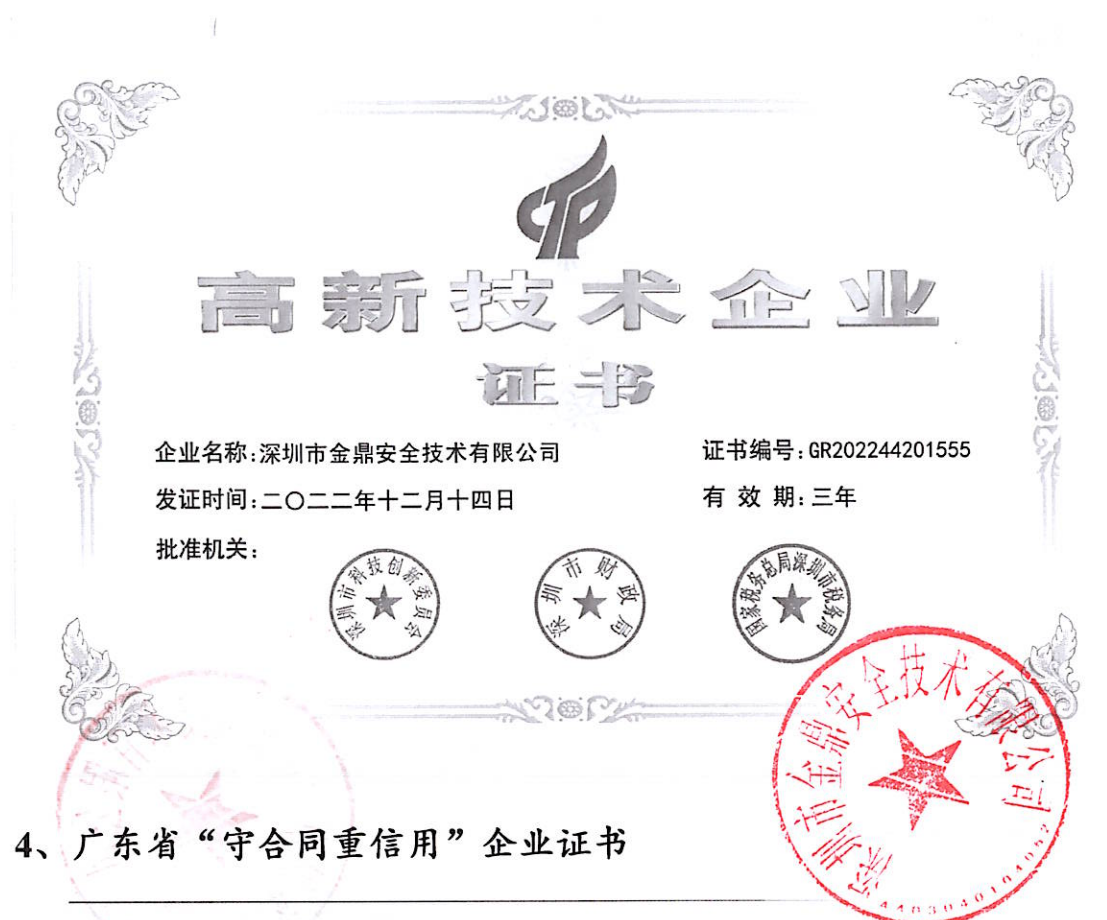 高新技术企业
证书
企业名称:深圳市金鼎安全技术有限公司
证书编号:GR202244201555
发证时间:二〇二二年十二月十四日
有 效 期:三年
批准机关:
深圳市科技创新委员会
深圳市财政局
国家税务总局深圳市税务局
深圳市金鼎安全技术有限公司
4、广东省“守合同重信用”企业证书